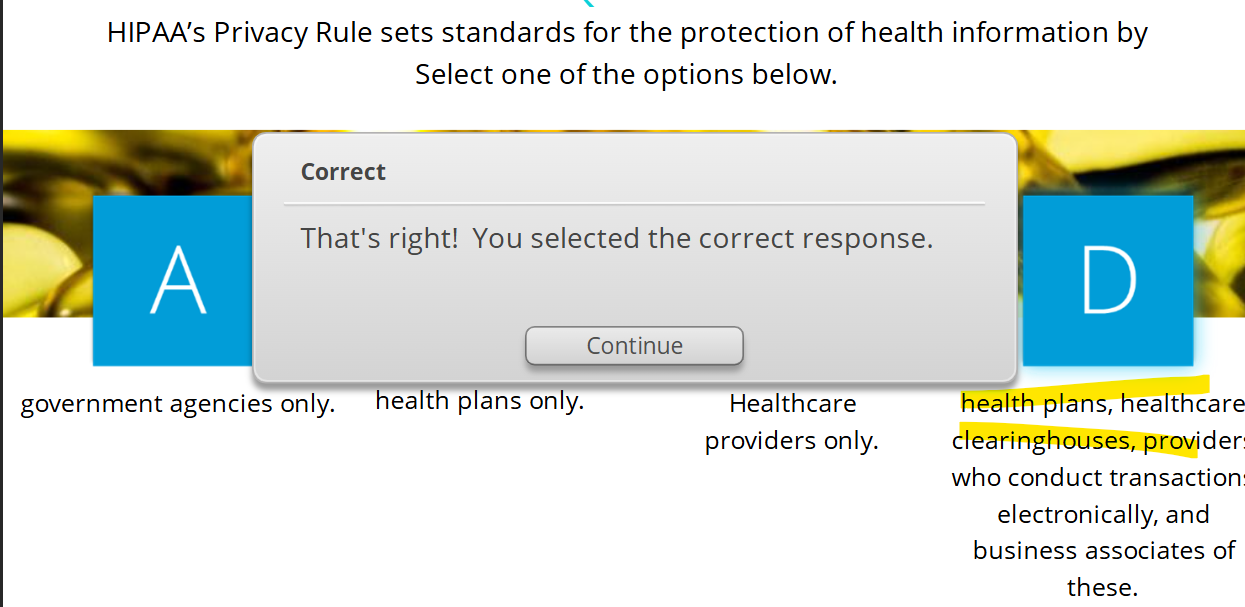 HIPAA’s Privacy Rule sets standards for the protection of health information by
Select one of the options below.
Correct
That's right!  You selected the correct response.
Continue
A
D
government agencies only.
health plans only.
Healthcare
providers only.
health plans, healthcare
clearinghouses, providers
who conduct transactions
electronically, and
business associates of
these.